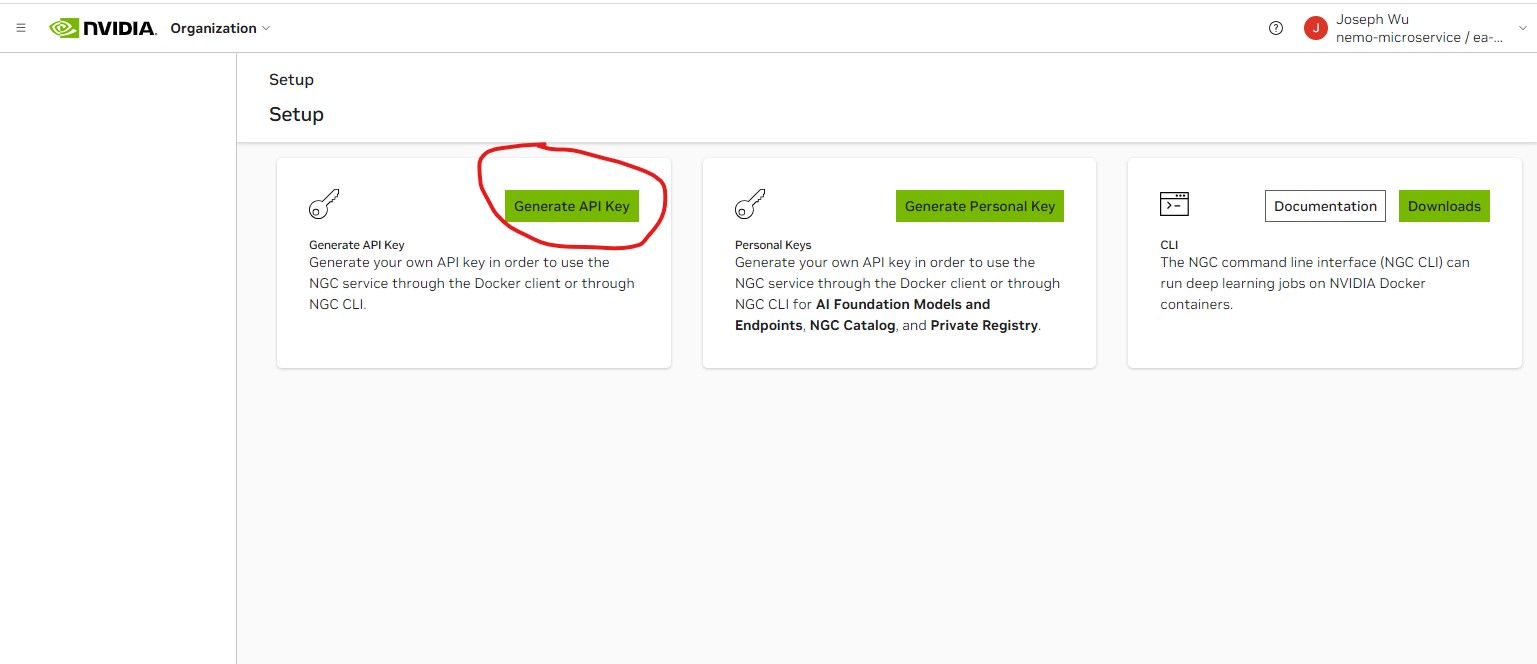 NVIDIA. Organization
J
Joseph Wu
nemo-microservice / ea-...
Setup
Setup
Generate API Key
Generate API Key
Generate your own API key in order to use the
NGC service through the Docker client or through
NGC CLI.
Generate Personal Key
Personal Keys
Generate your own API key in order to use the
NGC service through the Docker client or through
NGC CLI for AI Foundation Models and
Endpoints, NGC Catalog, and Private Registry.
Documentation Downloads
CLI
The NGC command line interface (NGC CLI) can
run deep learning jobs on NVIDIA Docker
containers.